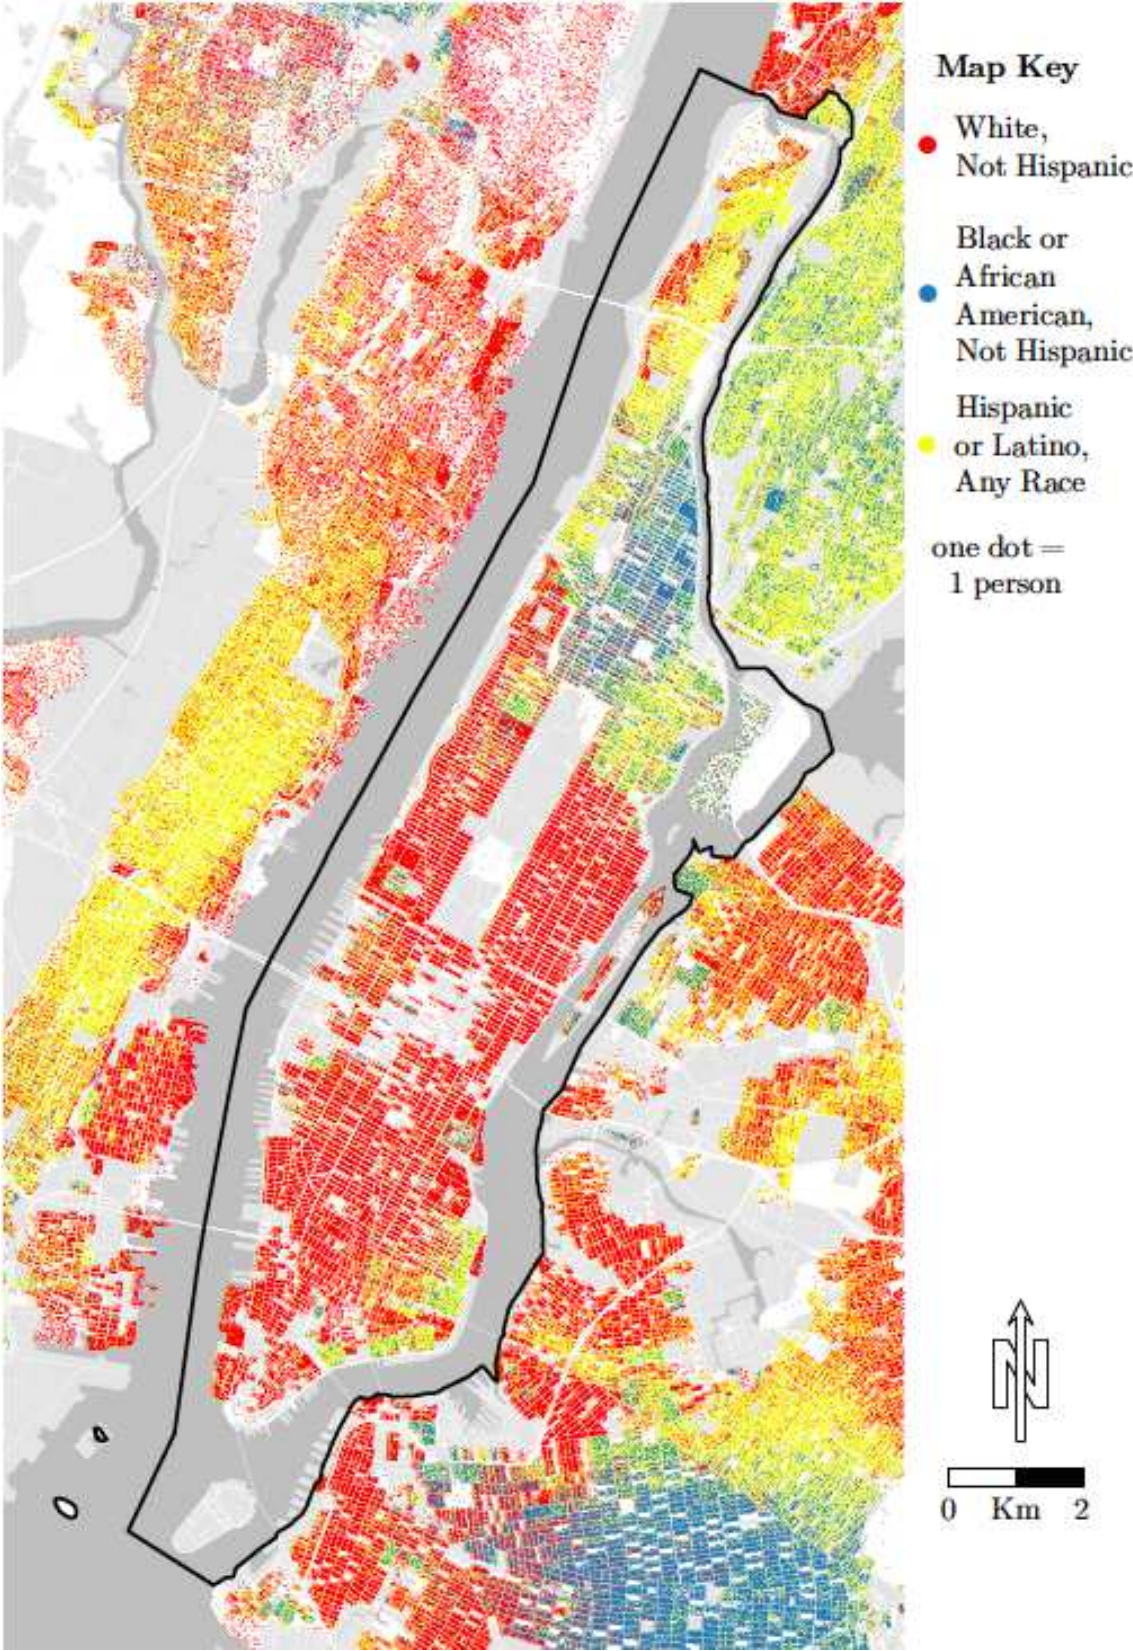 Map Key
White,
Not Hispanic
Black or
African
American,
Not Hispanic
Hispanic
or Latino,
Any Race
one dot =
1 person
N
0 Km 2